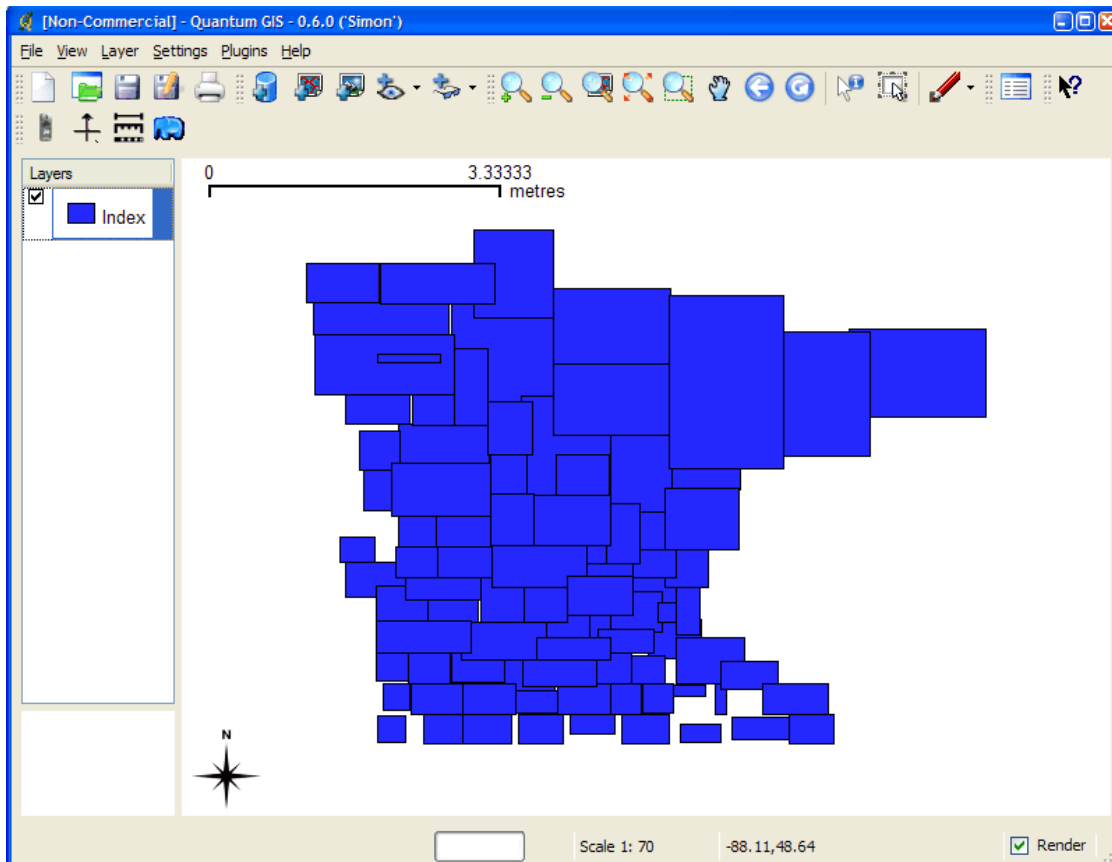 [Non-Commercial] - Quantum GIS - 0.6.0 ('Simon')
File View Layer Settings Plugins Help
Layers
Index
0 3.33333
metres
N
Scale 1: 70 -88.11,48.64 Render